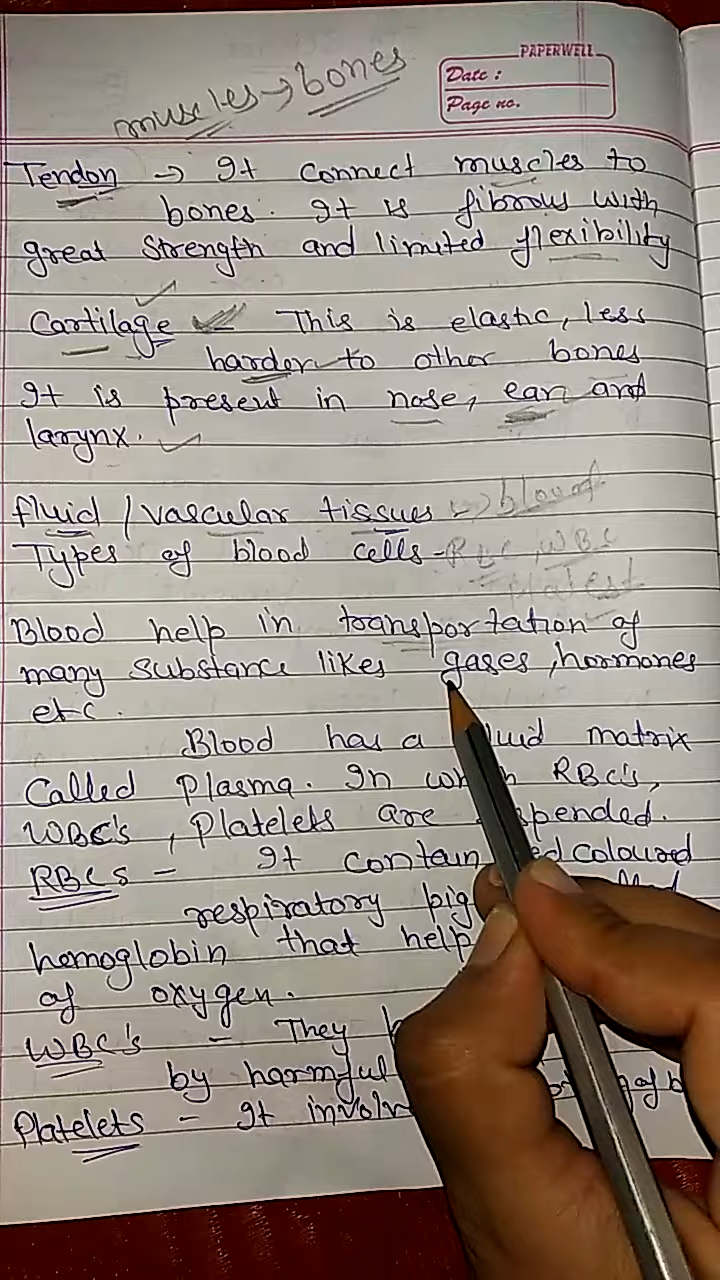 PAPERWELL
Date :
Page no.
muscles → bones
Tendon → It connect muscles to
bones. It is fibrous with
great strength and limited flexibility
Cartilage - This is elastic, less
harder to other bones
It is present in nose, ear and
larynx.
fluid / vascular tissues → blood
Types of blood cells - RBC, WBC
Blood help in transportation of
many substance likes gases, hormones
etc.
Blood has a fluid matrix
Called plasma. In RBC's,
WBC's, Platelets are
RBCs - It contain coloured
respiratory
hemoglobin that help
of oxygen.
WBC's - They
by harmful
Platelets - It